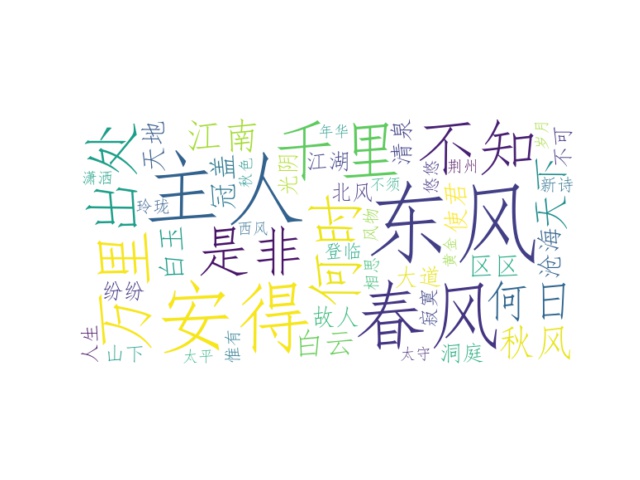 出处
天地
江南
千里
年华
清泉
不知
岁月
不可
潇洒
主人
冠盖
秋色
光阴
江湖
不须
悠悠
天下
新诗
玲珑
北风
东风
使君
西风
何时
风物
万里
白玉
是非
登临
相思
大道
黄金
区区
沧海
纷纷
安得
故人
春风
寂寞
何日
人生
山下
太平
惟有
白云
太守
洞庭
秋风